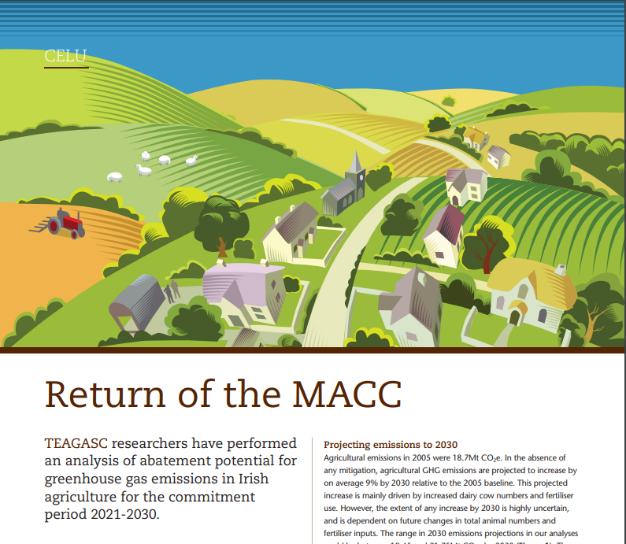 CELU
Return of the MACC
TEAGASC researchers have performed
an analysis of abatement potential for
greenhouse gas emissions in Irish
agriculture for the commitment
period 2021-2030.
Projecting emissions to 2030
Agricultural emissions in 2005 were 18.7Mt CO₂e. In the absence of
any mitigation, agricultural GHG emissions are projected to increase by
on average 9% by 2030 relative to the 2005 baseline. This projected
increase is mainly driven by increased dairy cow numbers and fertiliser
use. However, the extent of any increase by 2030 is highly uncertain,
and is dependent on future changes in total animal numbers and
fertiliser inputs. The range in 2030 emissions projections in our analyses